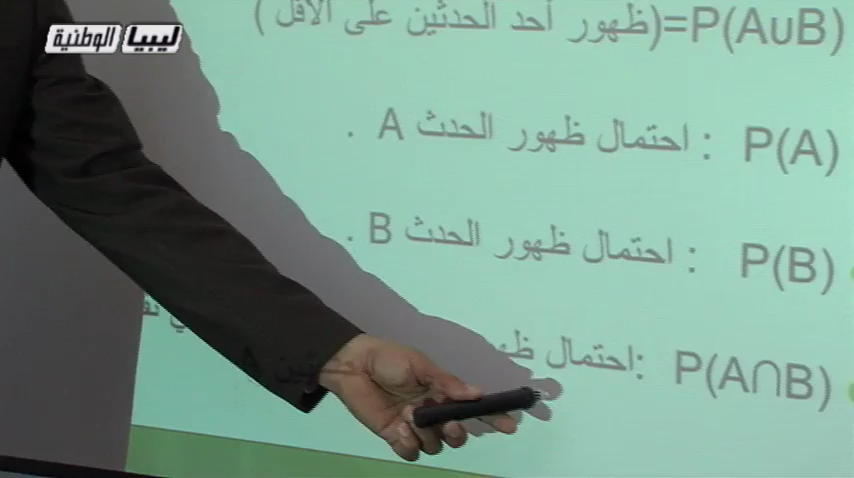 ليبيا الوطنية
P(AUB)=(ظهور أحد الحدثين على الأقل )
P(A) : احتمال ظهور الحدث A .
P(B) : احتمال ظهور الحدث B .
P(A∩B) :احتمال